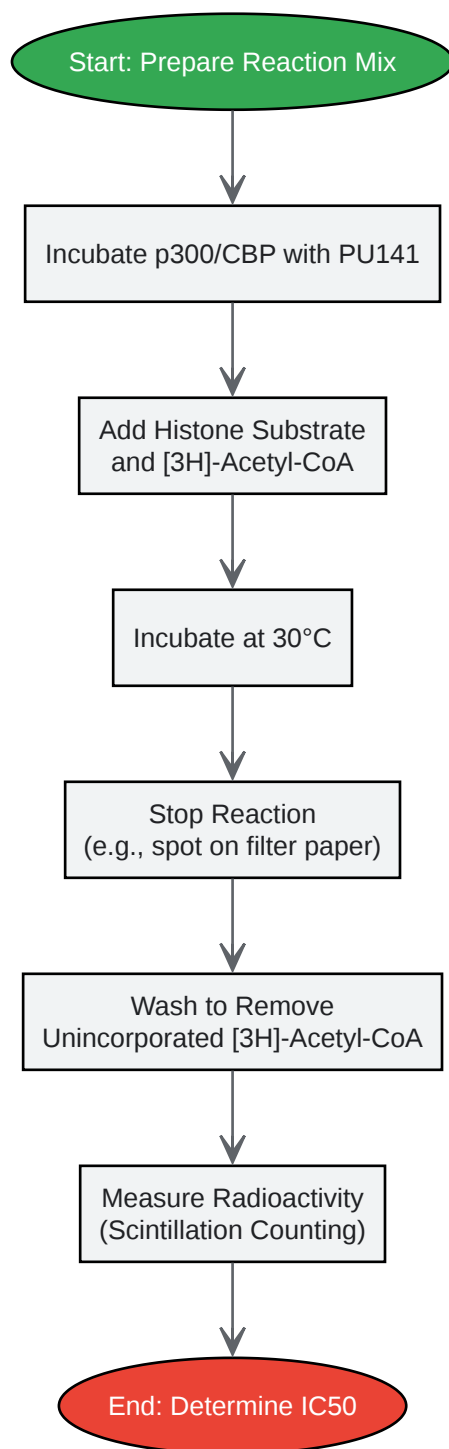 Start: Prepare Reaction Mix
Incubate p300/CBP with PU141
Add Histone Substrate
and [3H]-Acetyl-CoA
Incubate at 30°C
Stop Reaction
(e.g., spot on filter paper)
Wash to Remove
Unincorporated [3H]-Acetyl-CoA
Measure Radioactivity
(Scintillation Counting)
End: Determine IC50